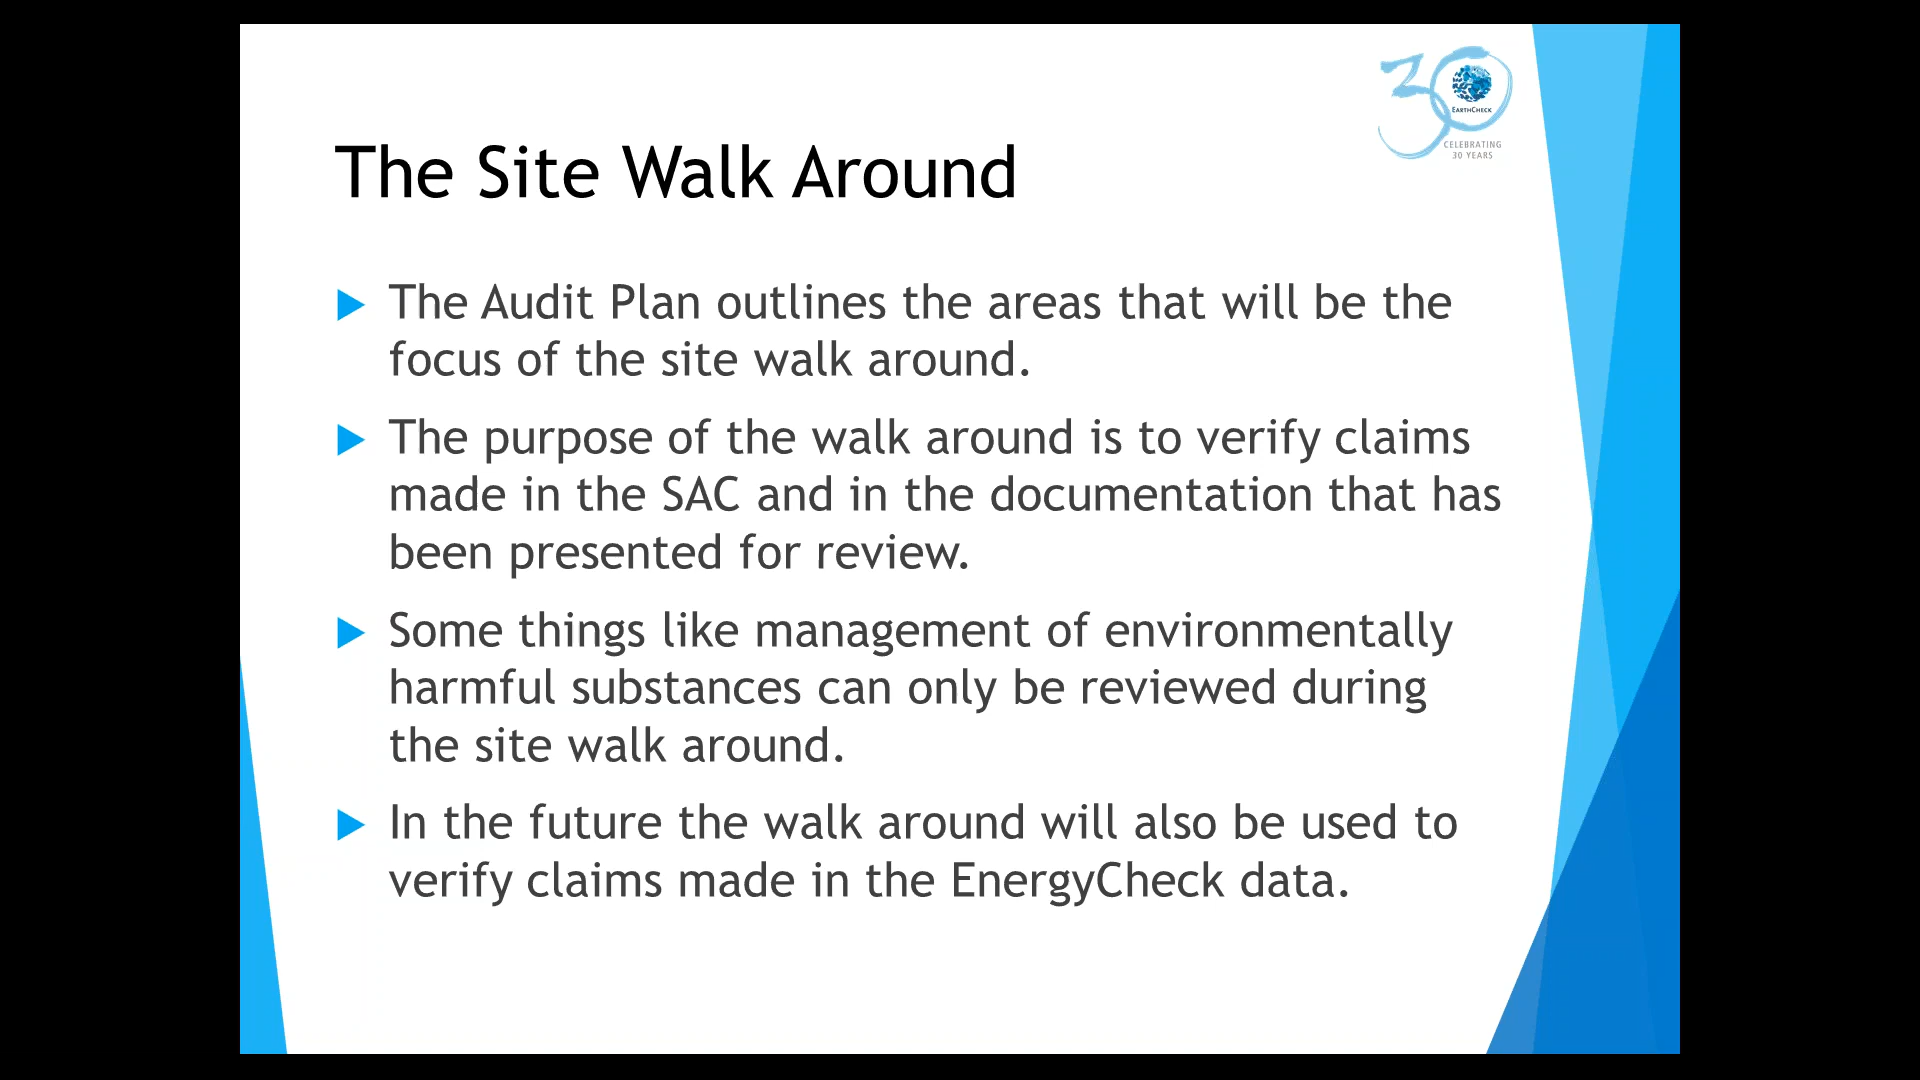 30
EARTHCHECK
CELEBRATING
30 YEARS
The Site Walk Around
The Audit Plan outlines the areas that will be the
focus of the site walk around.
The purpose of the walk around is to verify claims
made in the SAC and in the documentation that has
been presented for review.
Some things like management of environmentally
harmful substances can only be reviewed during
the site walk around.
In the future the walk around will also be used to
verify claims made in the EnergyCheck data.